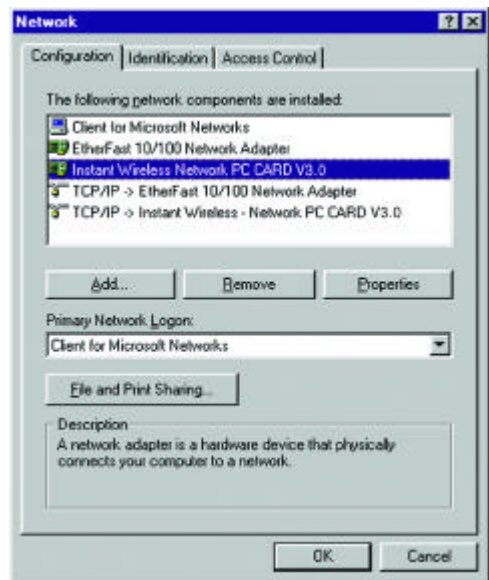 Network
Configuration Identification Access Control
The following network components are installed:
Client for Microsoft Networks
EtherFast 10/100 Network Adapter
Instant Wireless Network PC CARD V3.0
TCP/IP -> EtherFast 10/100 Network Adapter
TCP/IP -> Instant Wireless - Network PC CARD V3.0
Add... Remove Properties
Primary Network Logon:
Client for Microsoft Networks
File and Print Sharing...
Description
A network adapter is a hardware device that physically
connects your computer to a network.
OK Cancel